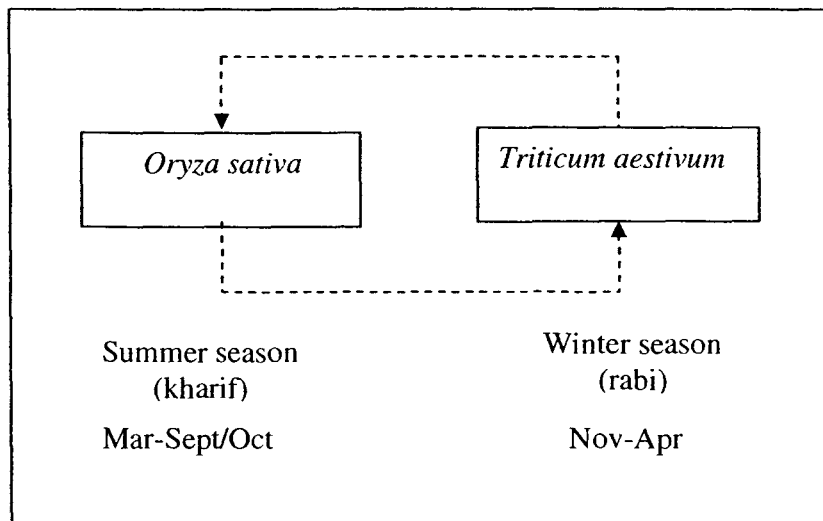 Oryza sativa
Triticum aestivum
Summer season
(kharif)
Mar-Sept/Oct
Winter season
(rabi)
Nov-Apr